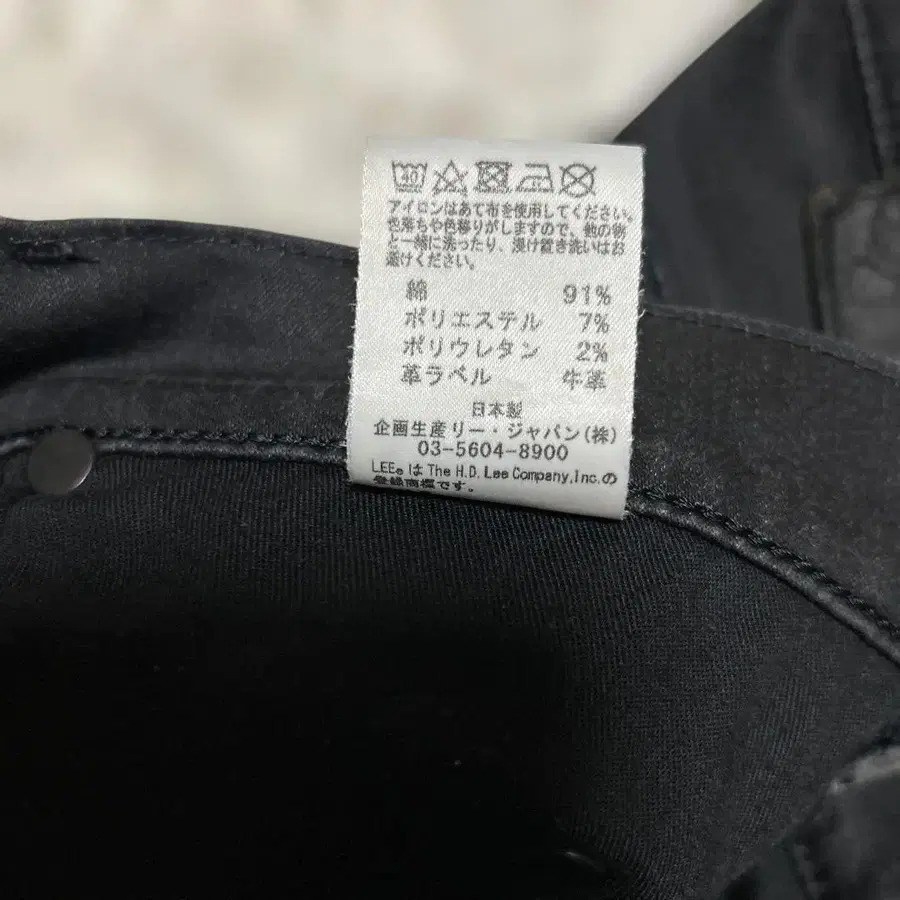 40
アイロンはあて布を使用してください。
色落ちや色移りがしますので、他の物
と一緒に洗ったり、浸け置き洗いはお
避けください。
綿 91%
ポリエステル 7%
ポリウレタン 2%
革ラベル 牛革
日本製
企画生産リー・ジャパン(株)
03-5604-8900
LEE®は The H.D. Lee Company,Inc.の
登録商標です。